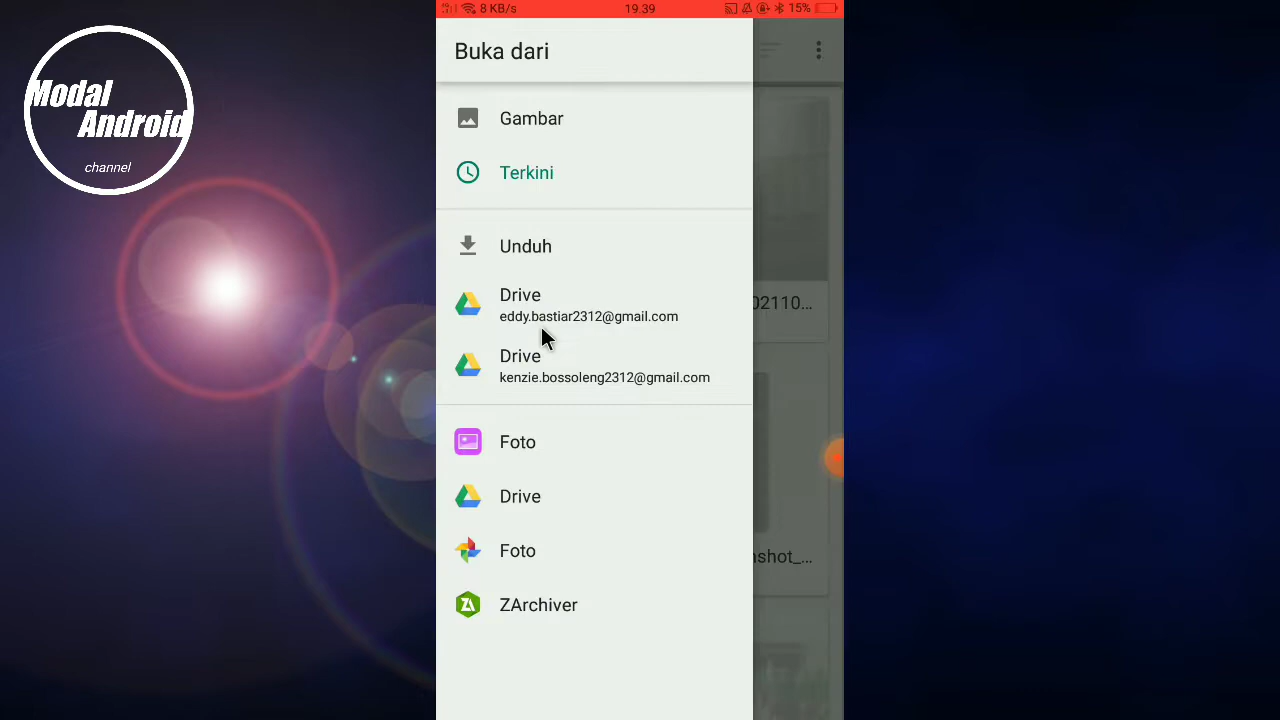 Modal
Android
channel
8 KB/s
19.39
15%
Buka dari
Gambar
Terkini
Unduh
Drive
eddy.bastiar2312@gmail.com
Drive
kenzie.bossoleng2312@gmail.com
Foto
Drive
Foto
ZArchiver
02110...
shot_...